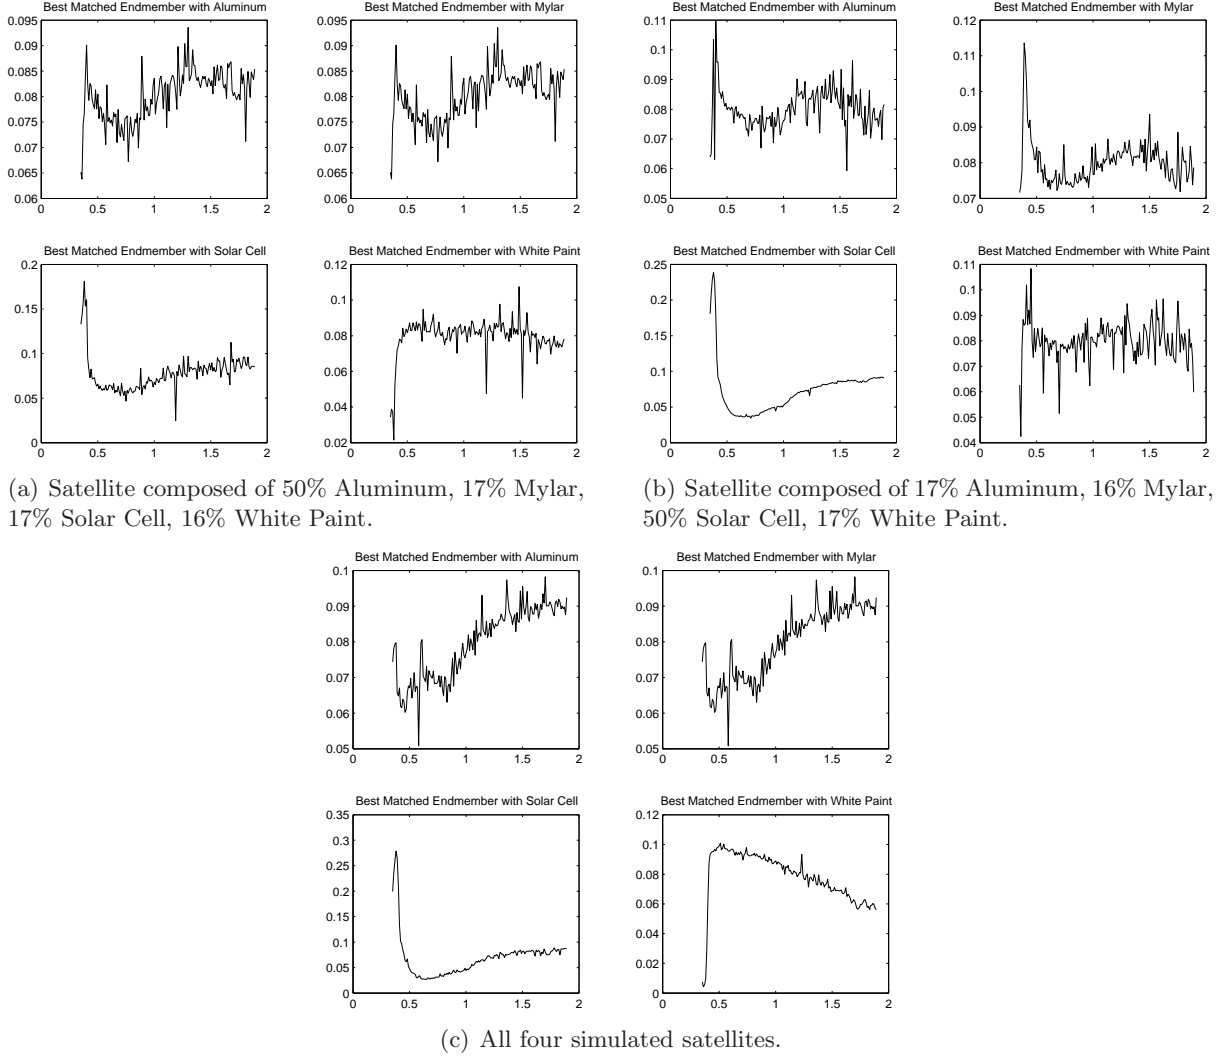 Best Matched Endmember with Aluminum
0.095
0.09
0.085
0.08
0.075
0.07
0.065
0.06
0 0.5 1 1.5 2
Best Matched Endmember with Mylar
0.095
0.09
0.085
0.08
0.075
0.07
0.065
0.06
0 0.5 1 1.5 2
Best Matched Endmember with Solar Cell
0.2
0.15
0.1
0.05
0
0 0.5 1 1.5 2
Best Matched Endmember with White Paint
0.12
0.1
0.08
0.06
0.04
0.02
0 0.5 1 1.5 2
(a) Satellite composed of 50% Aluminum, 17% Mylar,
17% Solar Cell, 16% White Paint.
Best Matched Endmember with Aluminum
0.11
0.1
0.09
0.08
0.07
0.06
0.05
0 0.5 1 1.5 2
Best Matched Endmember with Mylar
0.12
0.11
0.1
0.09
0.08
0.07
0 0.5 1 1.5 2
Best Matched Endmember with Solar Cell
0.25
0.2
0.15
0.1
0.05
0
0 0.5 1 1.5 2
Best Matched Endmember with White Paint
0.11
0.1
0.09
0.08
0.07
0.06
0.05
0.04
0 0.5 1 1.5 2
(b) Satellite composed of 17% Aluminum, 16% Mylar,
50% Solar Cell, 17% White Paint.
Best Matched Endmember with Aluminum
0.1
0.09
0.08
0.07
0.06
0.05
0 0.5 1 1.5 2
Best Matched Endmember with Mylar
0.1
0.09
0.08
0.07
0.06
0.05
0 0.5 1 1.5 2
Best Matched Endmember with Solar Cell
0.35
0.3
0.25
0.2
0.15
0.1
0.05
0
0 0.5 1 1.5 2
Best Matched Endmember with White Paint
0.12
0.1
0.08
0.06
0.04
0.02
0
0 0.5 1 1.5 2
(c) All four simulated satellites.